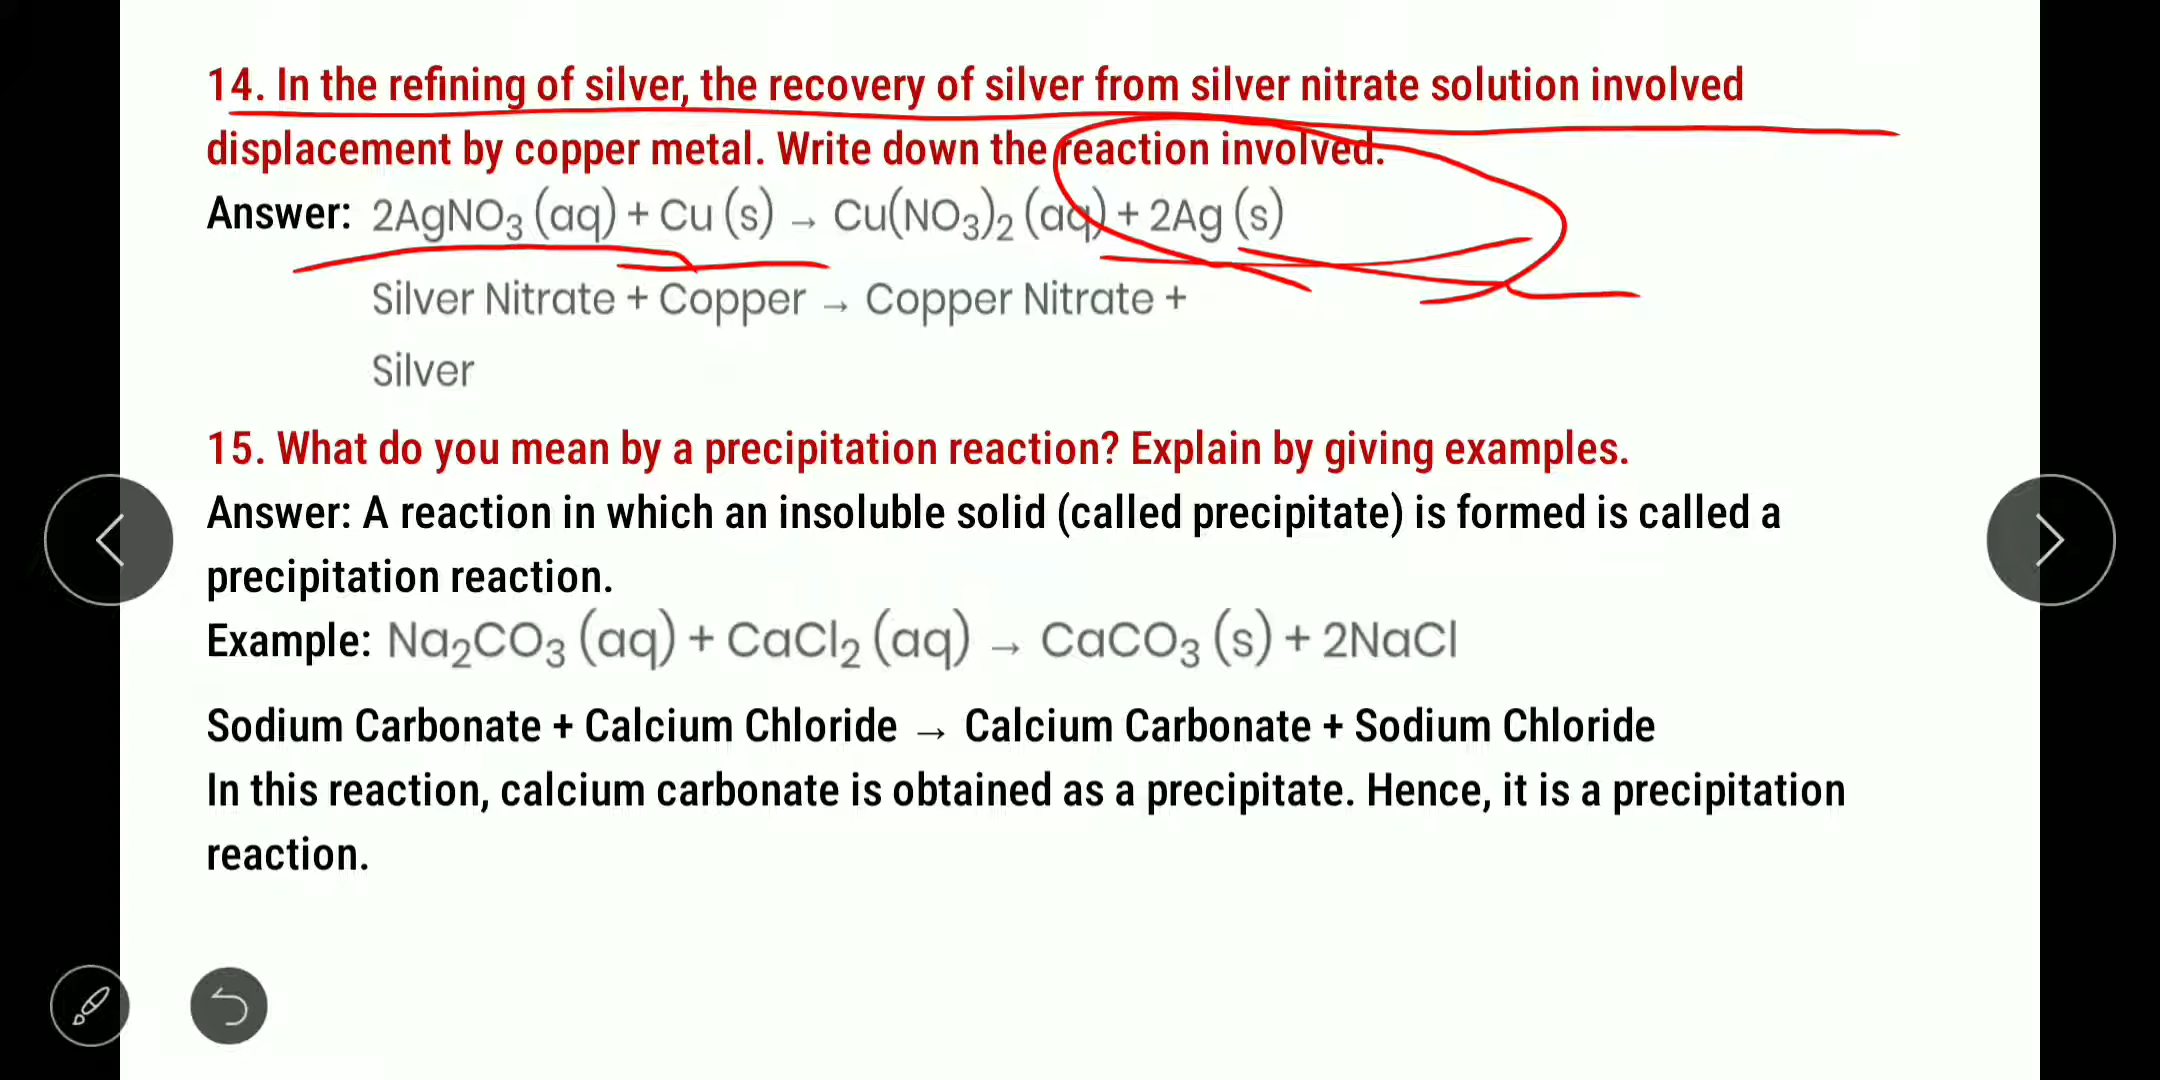 14. In the refining of silver, the recovery of silver from silver nitrate solution involved
displacement by copper metal. Write down the reaction involved.
Answer: 2AgNO₃ (aq) + Cu (s) → Cu(NO₃)₂ (aq) + 2Ag (s)
Silver Nitrate + Copper → Copper Nitrate +
Silver
15. What do you mean by a precipitation reaction? Explain by giving examples.
Answer: A reaction in which an insoluble solid (called precipitate) is formed is called a
precipitation reaction.
Example: Na₂CO₃ (aq) + CaCl₂ (aq) → CaCO₃ (s) + 2NaCl
Sodium Carbonate + Calcium Chloride → Calcium Carbonate + Sodium Chloride
In this reaction, calcium carbonate is obtained as a precipitate. Hence, it is a precipitation
reaction.